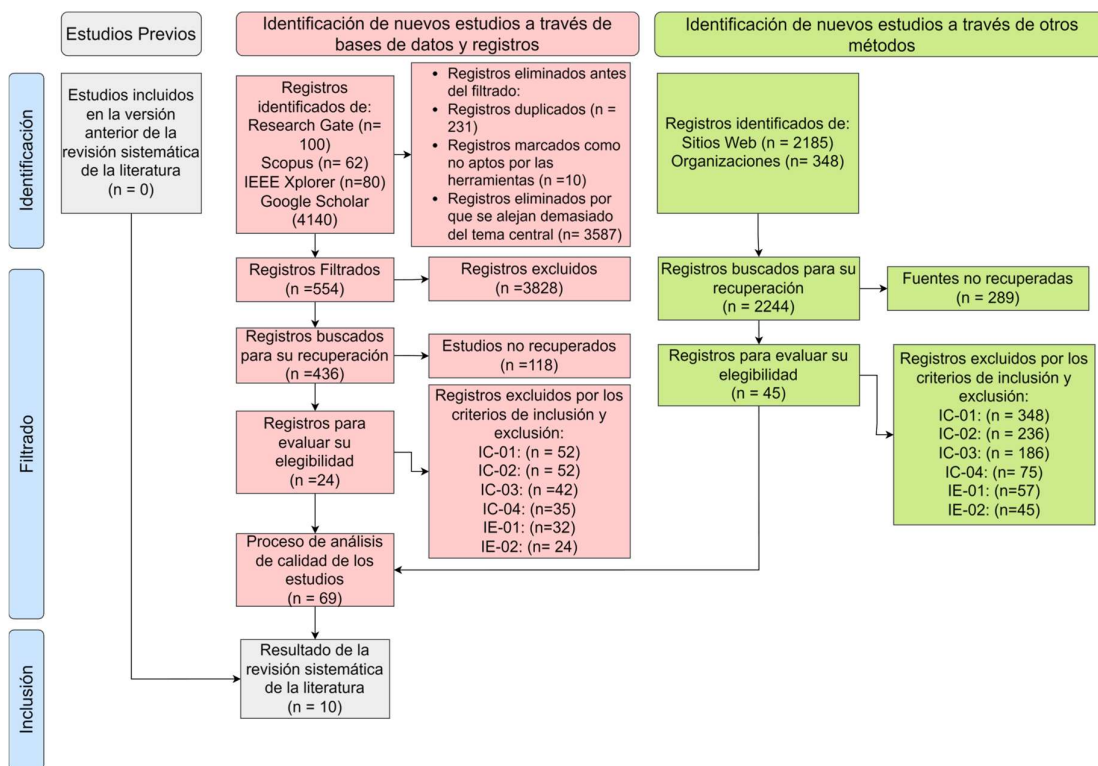 Estudios Previos
Identificación de nuevos estudios a través de
bases de datos y registros
Identificación de nuevos estudios a través de otros
métodos
Identificación
Estudios incluidos
en la versión
anterior de la
revisión sistemática
de la literatura
(n = 0)
Registros
identificados de:
Research Gate (n=
100)
Scopus (n= 62)
IEEE Xplorer (n=80)
Google Scholar
(4140)
• Registros eliminados antes
del filtrado:
• Registros duplicados (n =
231)
• Registros marcados como
no aptos por las
herramientas (n =10)
• Registros eliminados por
que se alejan demasiado
del tema central (n= 3587)
Registros identificados de:
Sitios Web (n = 2185)
Organizaciones (n= 348)
Filtrado
Registros Filtrados
(n =554)
Registros excluidos
(n =3828)
Registros buscados para su
recuperación
(n = 2244)
Fuentes no recuperadas
(n = 289)
Registros buscados
para su recuperación
(n =436)
Estudios no recuperados
(n =118)
Registros para evaluar su
elegibilidad
(n = 45)
Registros para
evaluar su
elegibilidad
(n =24)
Registros excluidos por los
criterios de inclusión y
exclusión:
IC-01: (n = 52)
IC-02: (n = 52)
IC-03: (n =42)
IC-04: (n =35)
IE-01: (n =32)
IE-02: (n= 24)
Registros excluidos por los
criterios de inclusión y
exclusión:
IC-01: (n = 348)
IC-02: (n = 236)
IC-03: (n = 186)
IC-04: (n= 75)
IE-01: (n=57)
IE-02: (n=45)
Proceso de análisis
de calidad de los
estudios
(n = 69)
Inclusión
Resultado de la
revisión sistemática
de la literatura
(n = 10)